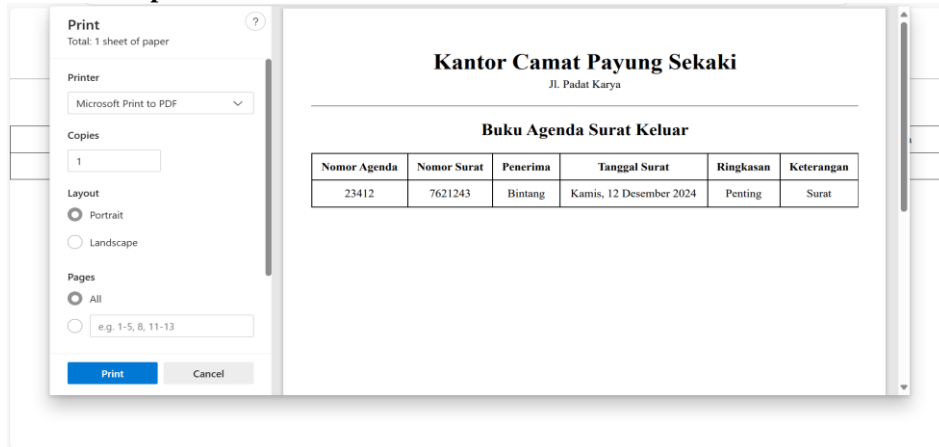 Print
?
Total: 1 sheet of paper
Printer
Microsoft Print to PDF
Copies
1
Layout
Portrait
Landscape
Pages
All
e.g. 1-5, 8, 11-13
Print Cancel
Kantor Camat Payung Sekaki
Jl. Padat Karya
Buku Agenda Surat Keluar
Nomor Agenda Nomor Surat Penerima Tanggal Surat Ringkasan Keterangan
23412 7621243 Bintang Kamis, 12 Desember 2024 Penting Surat